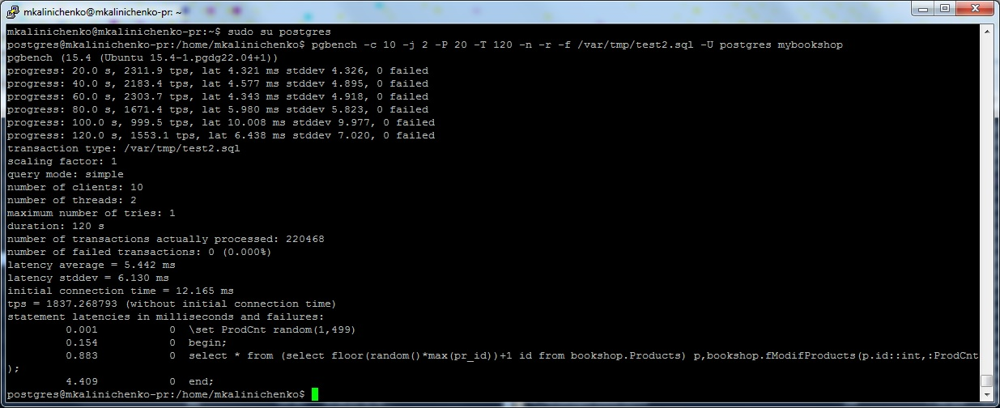 mkalinichenko@mkalinichenko-pr: ~
mkalinichenko@mkalinichenko-pr:~$ sudo su postgres
postgres@mkalinichenko-pr:/home/mkalinichenko$ pgbench -c 10 -j 2 -P 20 -T 120 -n -r -f /var/tmp/test2.sql -U postgres mybookshop
pgbench (15.4 (Ubuntu 15.4-1.pgdg22.04+1))
progress: 20.0 s, 2311.9 tps, lat 4.321 ms stddev 4.326, 0 failed
progress: 40.0 s, 2183.4 tps, lat 4.577 ms stddev 4.895, 0 failed
progress: 60.0 s, 2303.7 tps, lat 4.343 ms stddev 4.918, 0 failed
progress: 80.0 s, 1671.4 tps, lat 5.980 ms stddev 5.823, 0 failed
progress: 100.0 s, 999.5 tps, lat 10.008 ms stddev 9.977, 0 failed
progress: 120.0 s, 1553.1 tps, lat 6.438 ms stddev 7.020, 0 failed
transaction type: /var/tmp/test2.sql
scaling factor: 1
query mode: simple
number of clients: 10
number of threads: 2
maximum number of tries: 1
duration: 120 s
number of transactions actually processed: 220468
number of failed transactions: 0 (0.000%)
latency average = 5.442 ms
latency stddev = 6.130 ms
initial connection time = 12.165 ms
tps = 1837.268793 (without initial connection time)
statement latencies in milliseconds and failures:
         0.001           0  \set ProdCnt random(1,499)
         0.154           0  begin;
         0.883           0  select * from (select floor(random()*max(pr_id))+1 id from bookshop.Products) p,bookshop.fModifProducts(p.id::int,:ProdCnt
);
         4.409           0  end;
postgres@mkalinichenko-pr:/home/mkalinichenko$